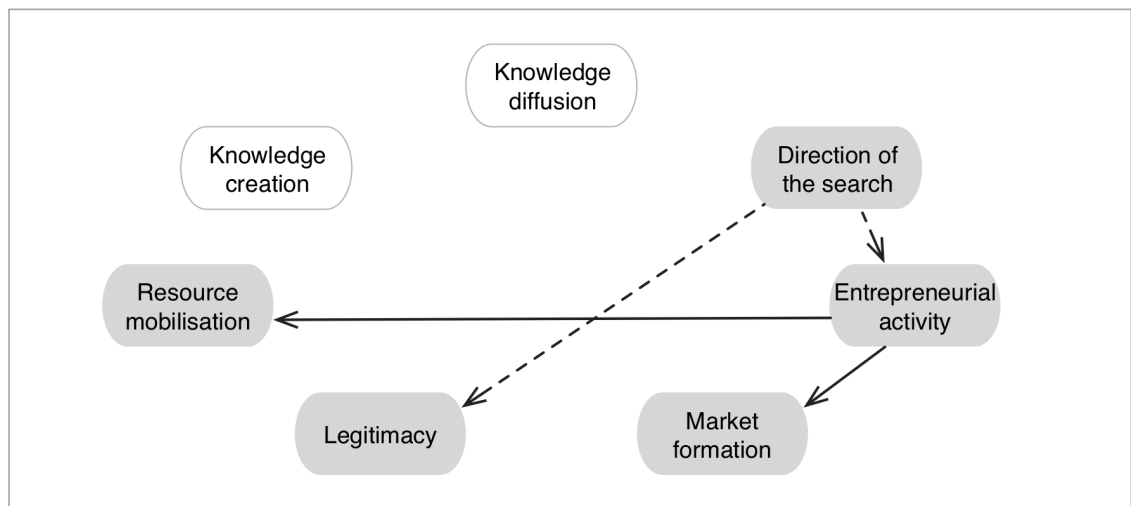 Knowledge
diffusion
Knowledge
creation
Direction of
the search
Resource
mobilisation
Entrepreneurial
activity
Legitimacy
Market
formation